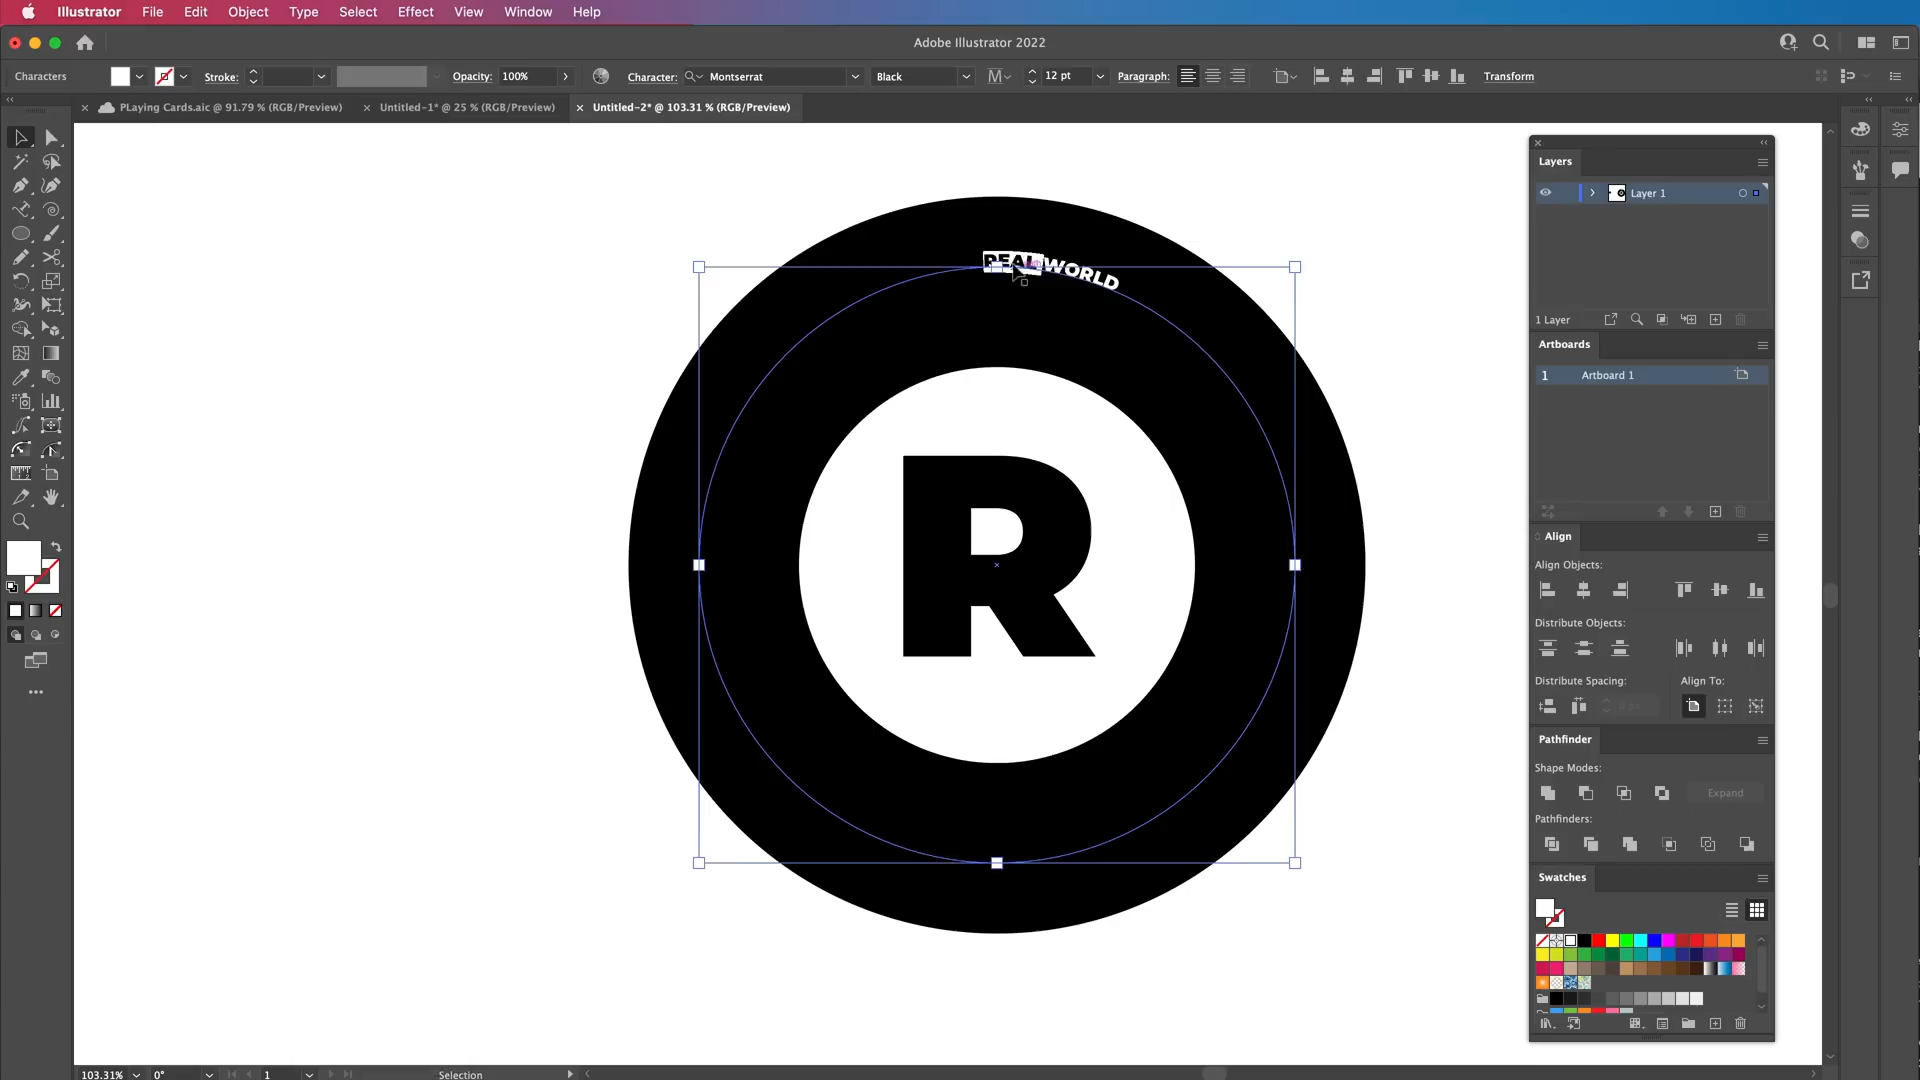 Illustrator File Edit Object Type Select Effect View Window Help
Adobe Illustrator 2022
Characters Stroke: Opacity: 100% Character: Montserrat Black 12 pt Paragraph: Transform
PLaying Cards.aic @ 91.79 % (RGB/Preview) Untitled-1* @ 25 % (RGB/Preview) Untitled-2* @ 103.31 % (RGB/Preview)
REAL WORLD
R
Layers
Layer 1
1 Layer
Artboards
1 Artboard 1
Align
Align Objects:
Distribute Objects:
Distribute Spacing: Align To:
Pathfinder
Shape Modes:
Expand
Pathfinders:
Swatches
103.31% 0° 1 Selection